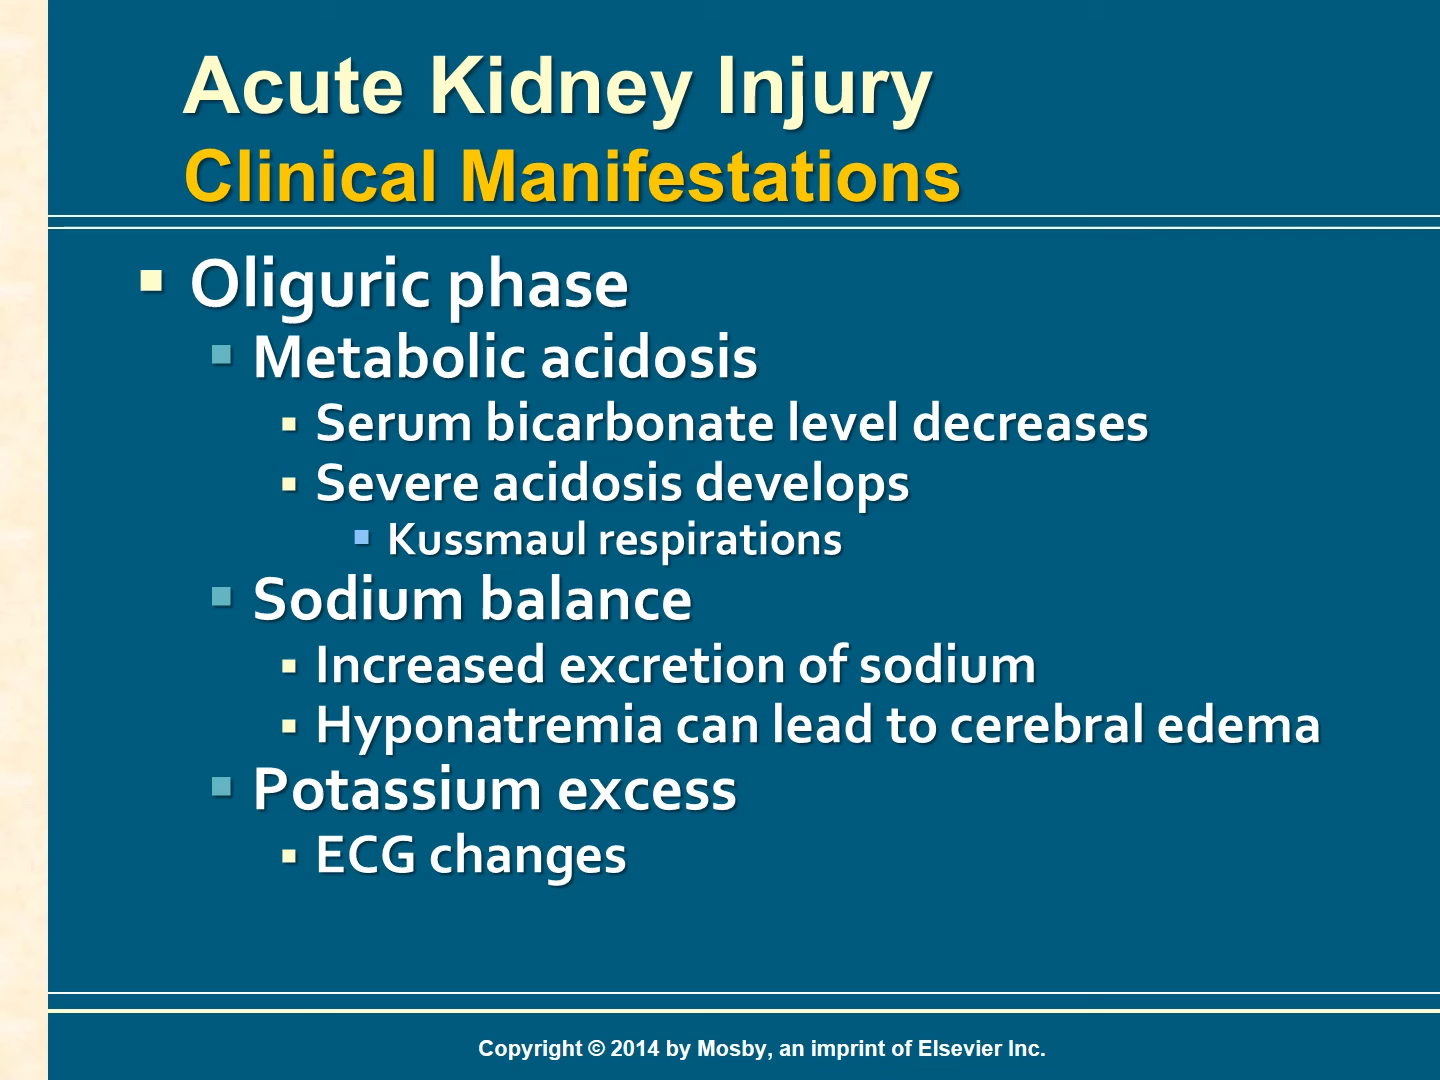 Acute Kidney Injury
Clinical Manifestations
Oliguric phase
Metabolic acidosis
Serum bicarbonate level decreases
Severe acidosis develops
Kussmaul respirations
Sodium balance
Increased excretion of sodium
Hyponatremia can lead to cerebral edema
Potassium excess
ECG changes
Copyright © 2014 by Mosby, an imprint of Elsevier Inc.